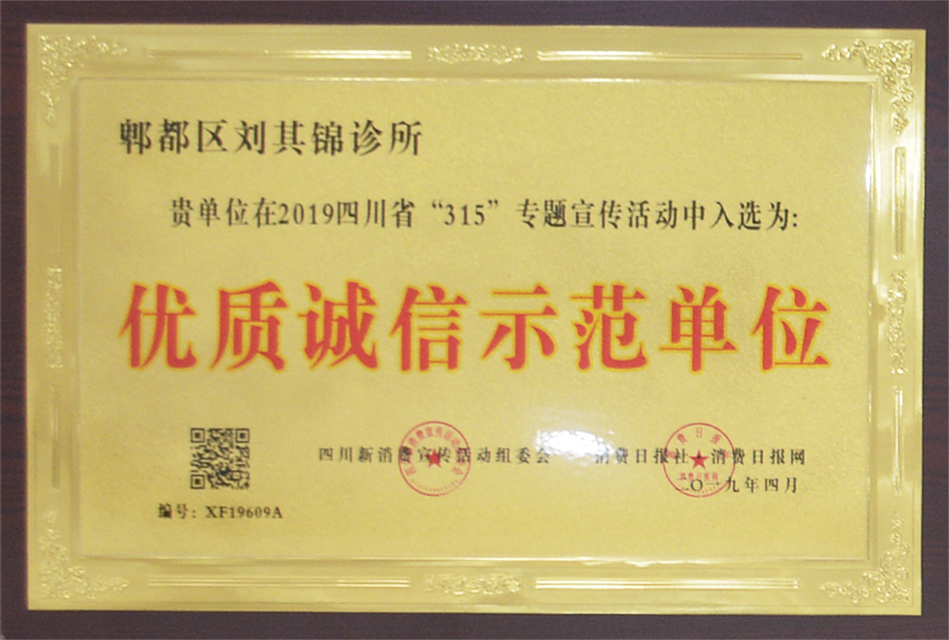 郫都区刘其锦诊所
贵单位在2019四川省“315”专题宣传活动中入选为:
优质诚信示范单位
四川新消费宣传活动组委会 消费日报社 消费日报网
二〇一九年四月
编号: XF19609A